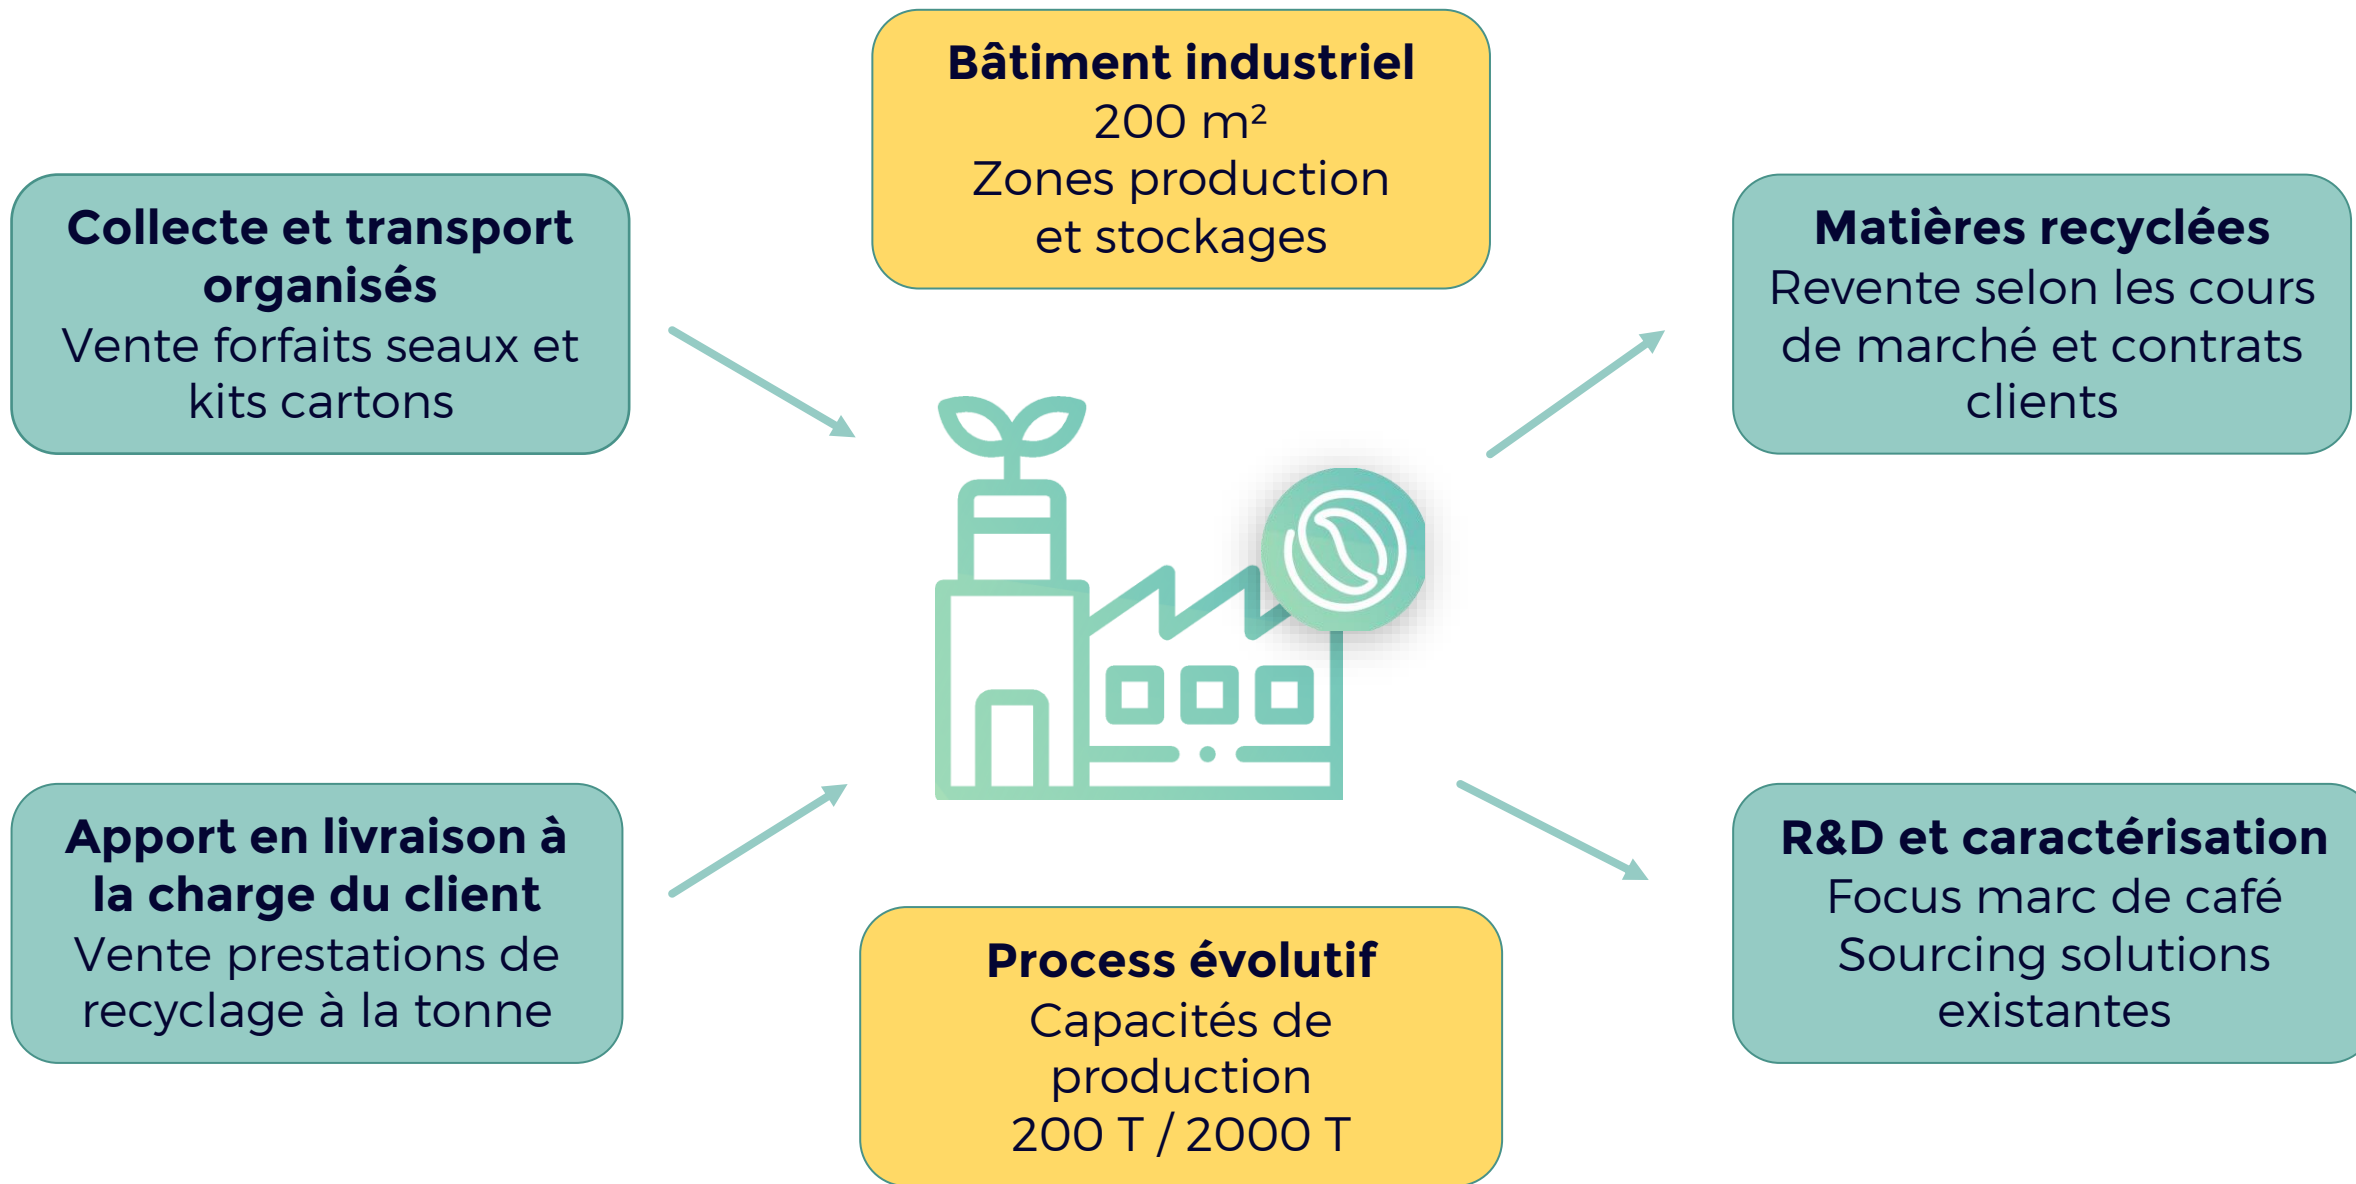 Bâtiment industriel
200 m²
Zones production
et stockages
Collecte et transport
organisés
Vente forfaits seaux et
kits cartons
Matières recyclées
Revente selon les cours
de marché et contrats
clients
Apport en livraison à
la charge du client
Vente prestations de
recyclage à la tonne
Process évolutif
Capacités de
production
200 T / 2000 T
R&D et caractérisation
Focus marc de café
Sourcing solutions
existantes